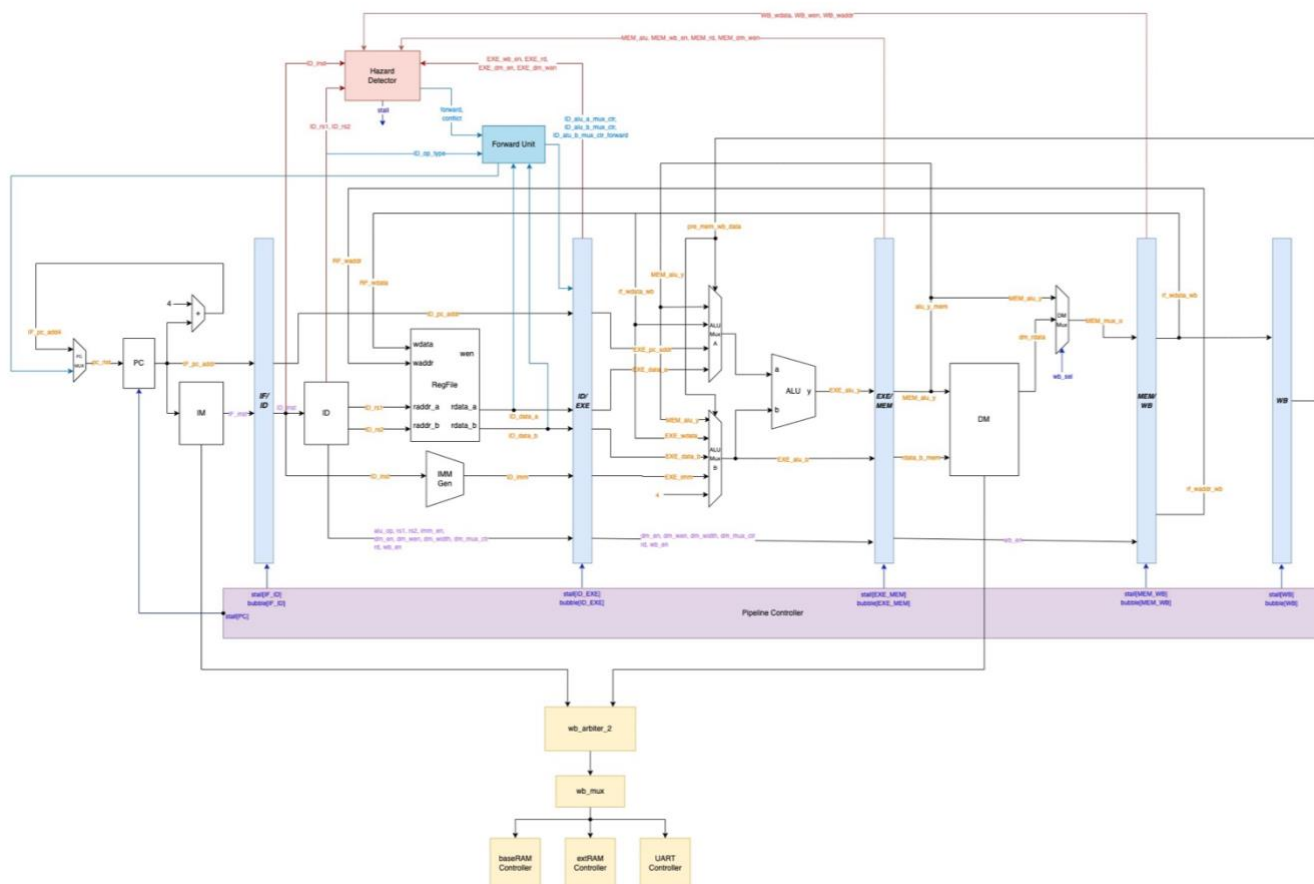 WB_wdata, WB_wen, WB_waddr
MEM_alu, MEM_wb_en, MEM_rd, MEM_dm_wen
ID_inst
Hazard
Detector
EXE_wb_en, EXE_rd,
EXE_dm_en, EXE_dm_wen
stall
ID_rs1, ID_rs2
forward,
conflict
ID_alu_a_mux_ctr,
ID_alu_b_mux_ctr,
ID_alu_b_mux_ctr_forward
Forward Unit
ID_op_type
pre_mem_wb_data
RF_waddr
RF_wdata
MEM_alu_y
rf_wdata_wb
alu_y_mem
rf_wdata_wb
MEM_alu_y
4
+
IF_pc_add4
PC
MUX
pc_nxt
PC
IF_pc_addr
IM
IF_inst
IF/
ID
ID_inst
ID
ID_rs1
ID_rs2
ID_pc_addr
wdata
wen
waddr
RegFile
raddr_a
rdata_a
raddr_b
rdata_b
ID_data_a
ID_data_b
ID_inst
IMM
Gen
ID_imm
ID/
EXE
EXE_pc_addr
EXE_data_a
ALU
Mux
A
MEM_alu_y
EXE_wdata
EXE_data_b
EXE_imm
4
ALU
Mux
B
a
ALU y
b
EXE_alu_y
EXE/
MEM
MEM_alu_y
rdata_b_mem
DM
dm_rdata
DM
Mux
wb_sel
MEM_mux_o
MEM/
WB
rf_waddr_wb
WB
alu_op, rs1, rs2, imm_en,
dm_en, dm_wen, dm_width, dm_mux_ctr
rd, wb_en
dm_en, dm_wen, dm_width, dm_mux_ctr
rd, wb_en
wb_en
stall[PC]
stall[IF_ID]
bubble[IF_ID]
stall[ID_EXE]
bubble[ID_EXE]
Pipeline Controller
stall[EXE_MEM]
bubble[EXE_MEM]
stall[MEM_WB]
bubble[MEM_WB]
stall[WB]
bubble[WB]
wb_arbiter_2
wb_mux
baseRAM
Controller
extRAM
Controller
UART
Controller